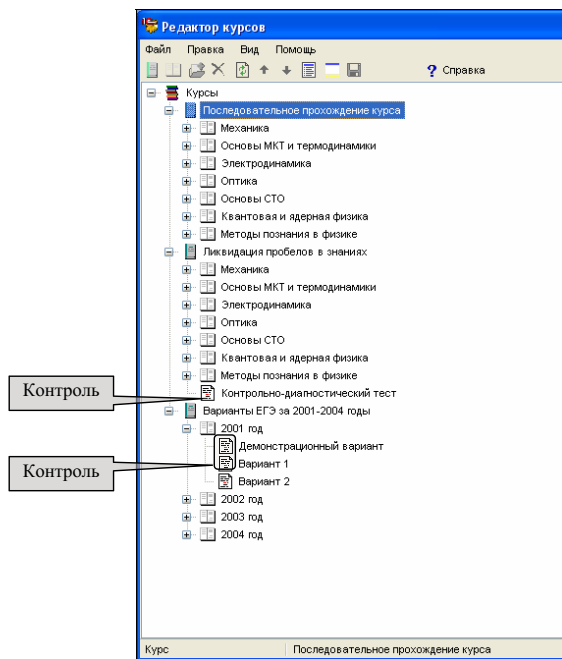 Редактор курсов
Файл Правка Вид Помощь
? Справка
Курсы
Последовательное прохождение курса
Механика
Основы МКТ и термодинамики
Электродинамика
Оптика
Основы СТО
Квантовая и ядерная физика
Методы познания в физике
Ликвидация пробелов в знаниях
Механика
Основы МКТ и термодинамики
Электродинамика
Оптика
Основы СТО
Квантовая и ядерная физика
Методы познания в физике
Контроль
Контрольно-диагностический тест
Варианты ЕГЭ за 2001-2004 годы
2001 год
Демонстрационный вариант
Контроль
Вариант 1
Вариант 2
2002 год
2003 год
2004 год
Курс Последовательное прохождение курса